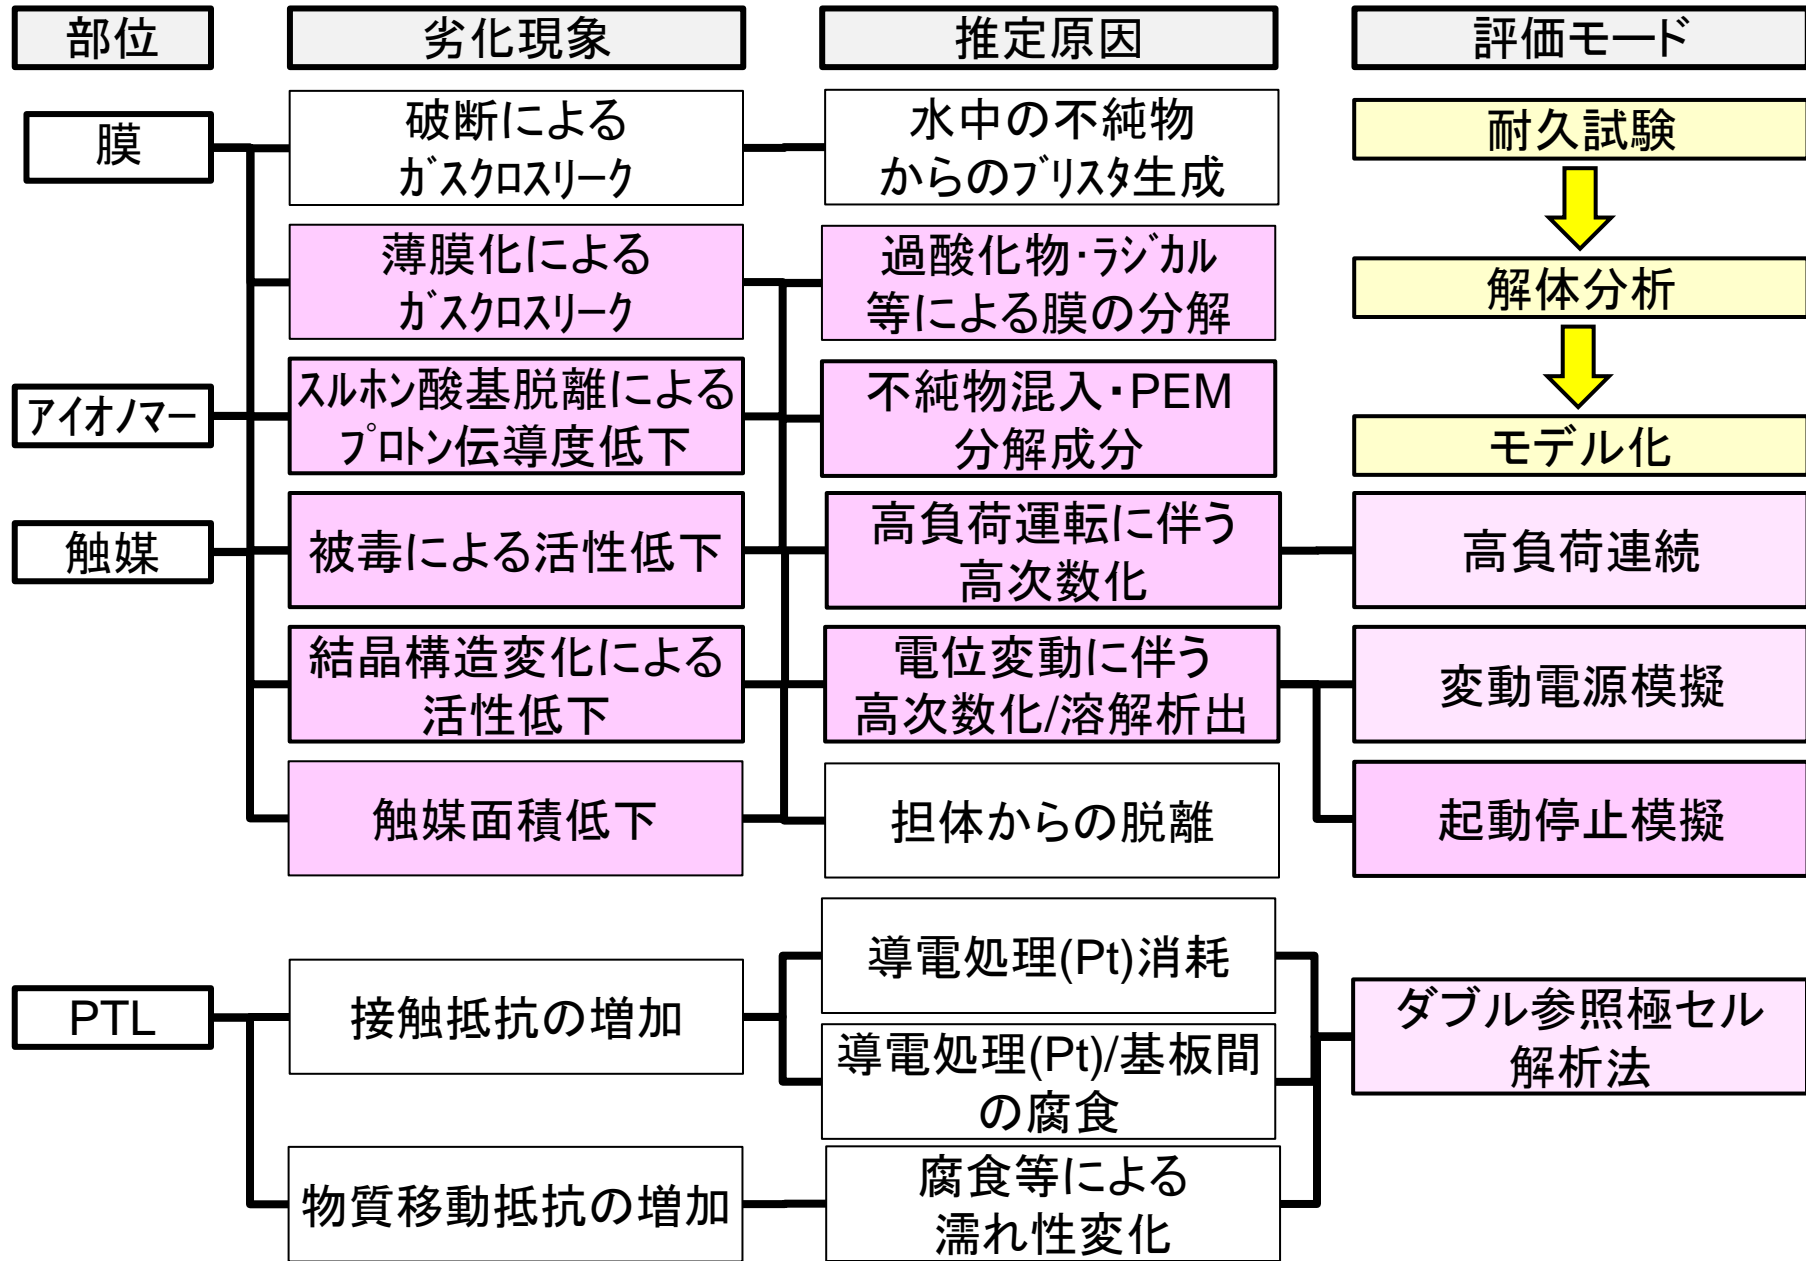 部位
劣化現象
推定原因
評価モード
膜
破断による
ｶﾞｽｸﾛｽﾘｰｸ
水中の不純物
からのﾌﾞﾘｽﾀ生成
耐久試験
薄膜化による
ｶﾞｽｸﾛｽﾘｰｸ
過酸化物･ﾗｼﾞｶﾙ
等による膜の分解
解体分析
アイオノマー
ｽﾙﾎﾝ酸基脱離による
ﾌﾟﾛﾄﾝ伝導度低下
不純物混入・PEM
分解成分
モデル化
触媒
被毒による活性低下
高負荷運転に伴う
高次数化
高負荷連続
結晶構造変化による
活性低下
電位変動に伴う
高次数化/溶解析出
変動電源模擬
触媒面積低下
担体からの脱離
起動停止模擬
PTL
接触抵抗の増加
導電処理(Pt)消耗
導電処理(Pt)/基板間
の腐食
ダブル参照極セル
解析法
物質移動抵抗の増加
腐食等による
濡れ性変化